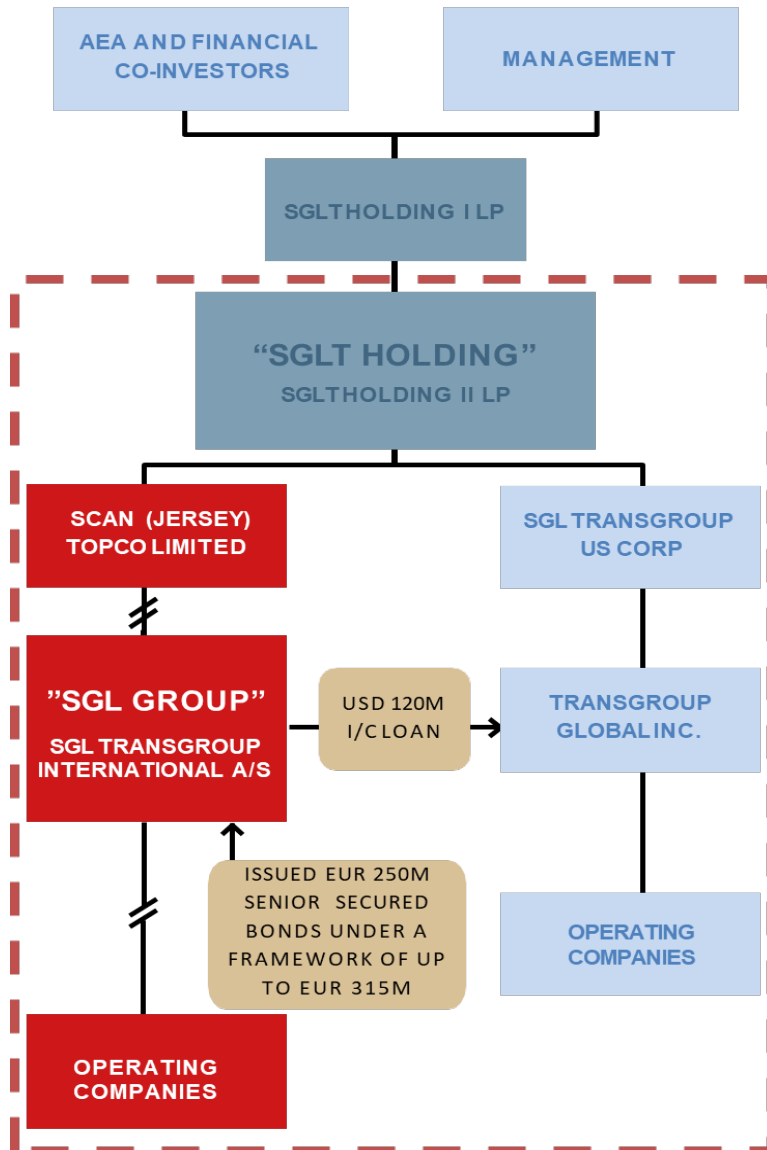 AEA AND FINANCIAL
CO-INVESTORS
MANAGEMENT
SGLTHOLDING I LP
“SGLT HOLDING”
SGLTHOLDING II LP
SCAN (JERSEY)
TOPCO LIMITED
SGL TRANSGROUP
US CORP
”SGL GROUP”
SGL TRANSGROUP
INTERNATIONAL A/S
USD 120M
I/C LOAN
TRANSGROUP
GLOBAL INC.
ISSUED EUR 250M
SENIOR SECURED
BONDS UNDER A
FRAMEWORK OF UP
TO EUR 315M
OPERATING
COMPANIES
OPERATING
COMPANIES